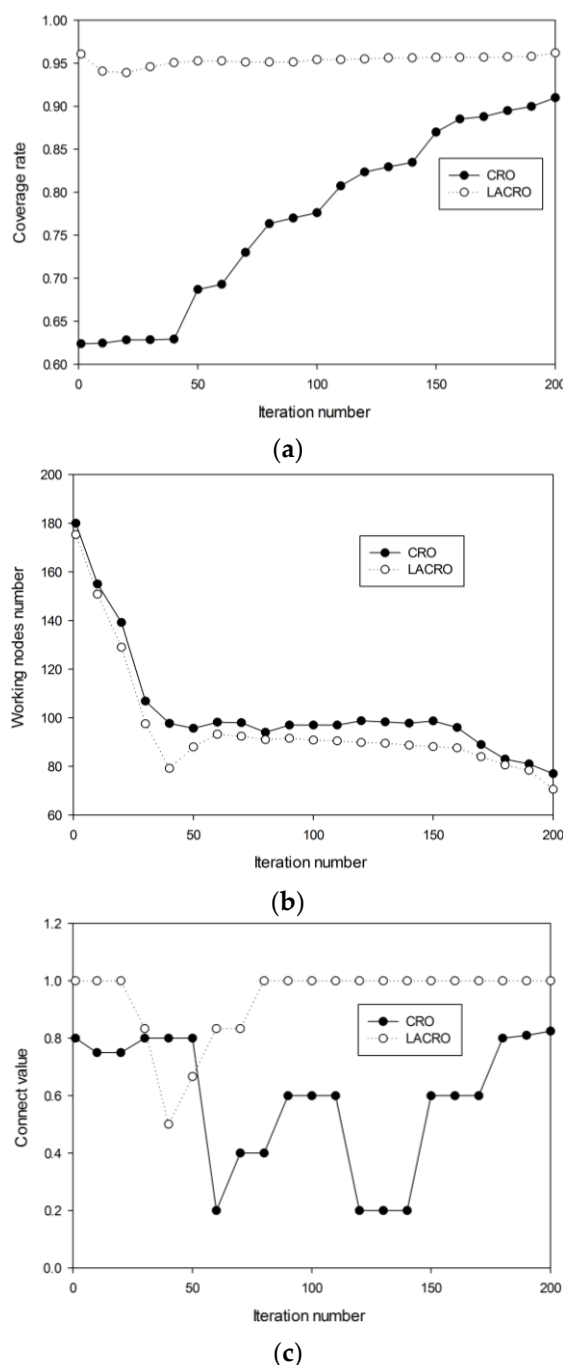 1.00
0.95
0.90
0.85
0.80
0.75
0.70
0.65
0.60
Coverage rate
CRO
LACRO
0 50 100 150 200
Iteration number
(a)
200
180
160
140
120
100
80
60
Working nodes number
CRO
LACRO
0 50 100 150 200
Iteration number
(b)
1.2
1.0
0.8
0.6
0.4
0.2
0.0
Connect value
CRO
LACRO
0 50 100 150 200
Iteration number
(c)